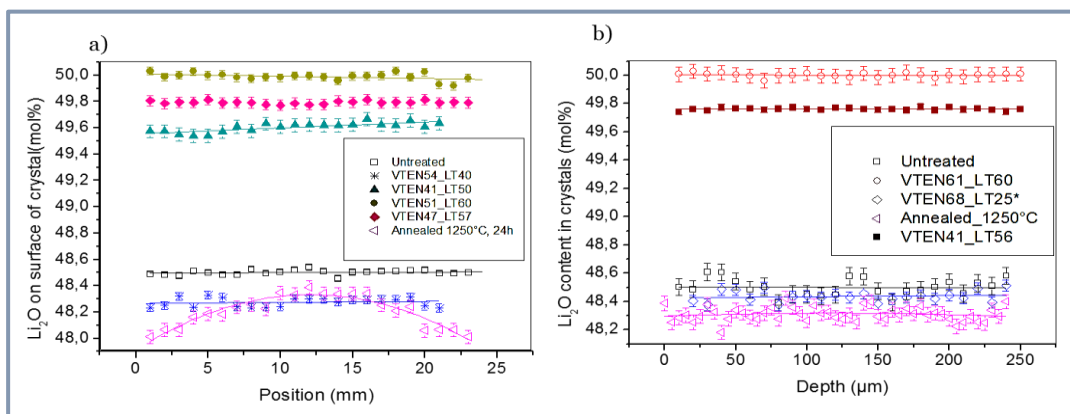 a)
Li₂O on surface of crystal(mol%)
50,0
49,8
49,6
49,4
49,2
49,0
48,8
48,6
48,4
48,2
48,0
Untreated
VTEN54_LT40
VTEN41_LT50
VTEN51_LT60
VTEN47_LT57
Annealed 1250°C, 24h
0 5 10 15 20 25
Position (mm)
b)
Li₂O content in crystals (mol%)
50,0
49,8
49,6
49,4
49,2
49,0
48,8
48,6
48,4
48,2
Untreated
VTEN61_LT60
VTEN68_LT25*
Annealed_1250°C
VTEN41_LT56
0 50 100 150 200 250
Depth (µm)